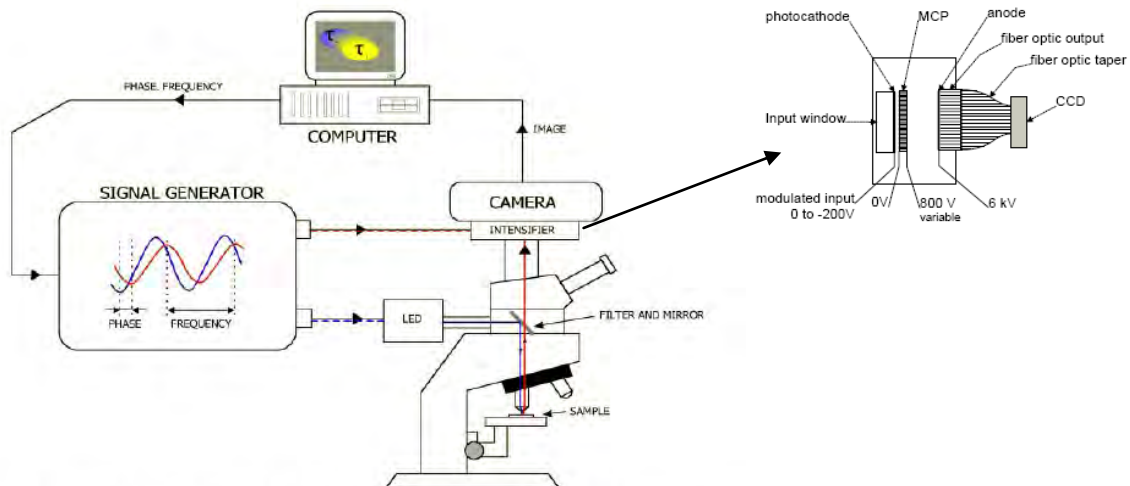 τ
τ
PHASE, FREQUENCY
COMPUTER
IMAGE
SIGNAL GENERATOR
CAMERA
INTENSIFIER
PHASE
FREQUENCY
LED
FILTER AND MIRROR
SAMPLE
photocathode
MCP
anode
fiber optic output
fiber optic taper
CCD
Input window
modulated input
0 to -200V
0V
800 V
variable
6 kV